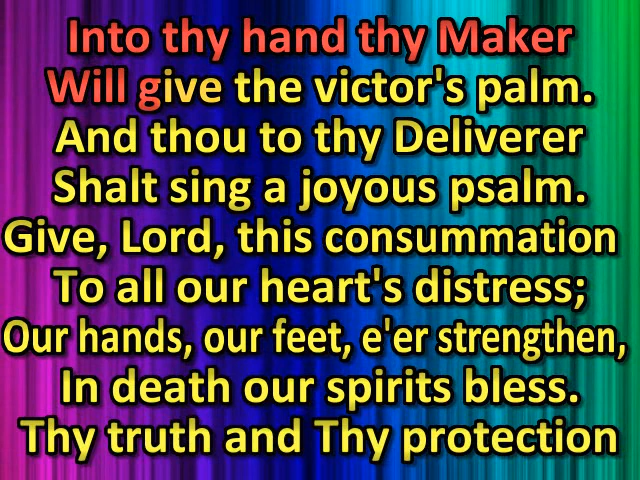 Into thy hand thy Maker
Will give the victor's palm.
And thou to thy Deliverer
Shalt sing a joyous psalm.
Give, Lord, this consummation
To all our heart's distress;
Our hands, our feet, e'er strengthen,
In death our spirits bless.
Thy truth and Thy protection